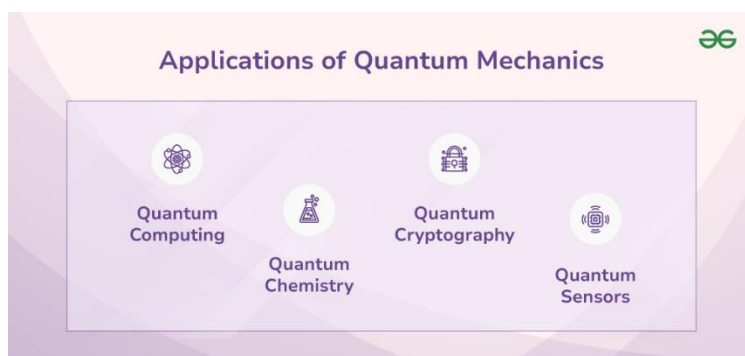 Applications of Quantum Mechanics
Quantum
Computing
Quantum
Chemistry
Quantum
Cryptography
Quantum
Sensors